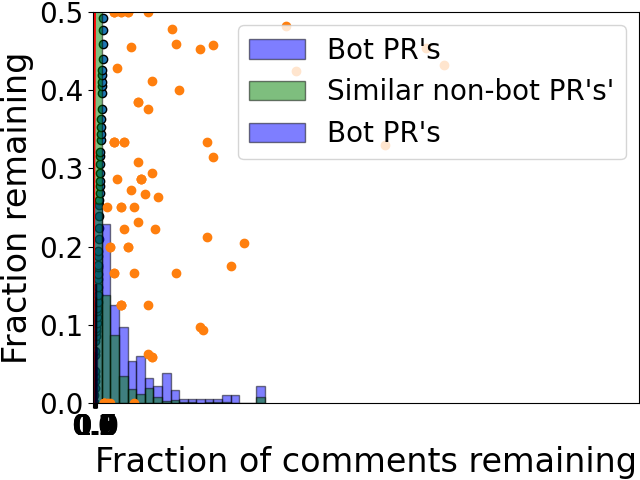 Fraction remaining
0.5
0.4
0.3
0.2
0.1
0.0
Bot PR's
Similar non-bot PR's'
Bot PR's
Fraction of comments remaining